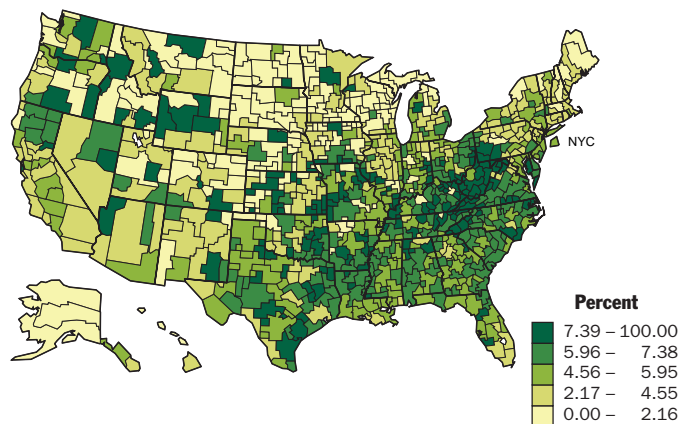 NYC
Percent
7.39 – 100.00
5.96 – 7.38
4.56 – 5.95
2.17 – 4.55
0.00 – 2.16